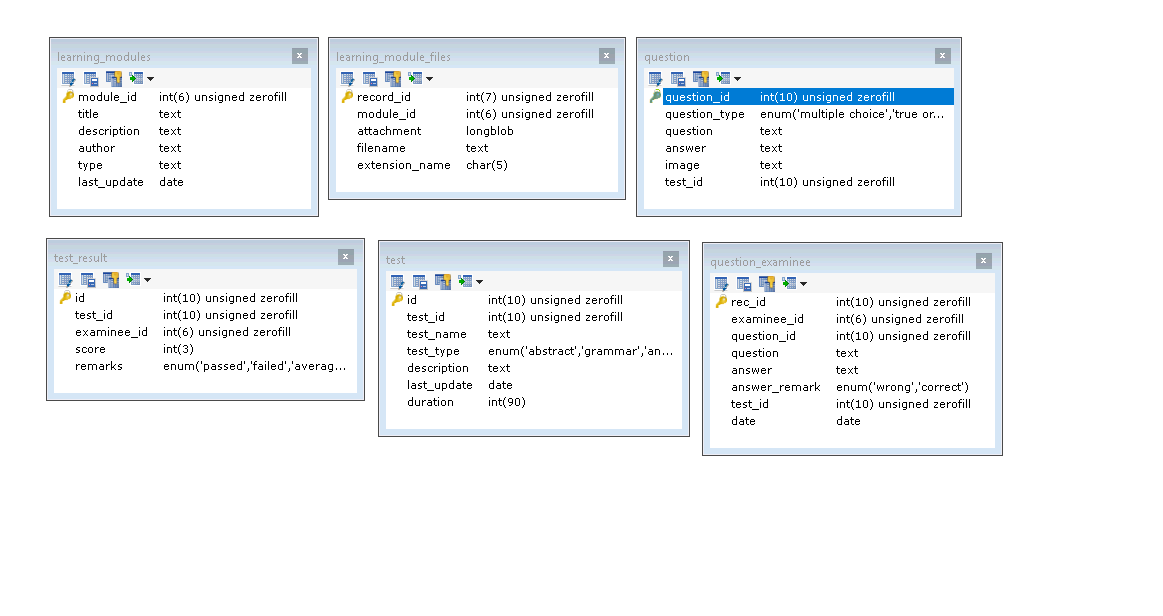 learning_modules
module_id int(6) unsigned zerofill
title text
description text
author text
type text
last_update date
learning_module_files
record_id int(7) unsigned zerofill
module_id int(6) unsigned zerofill
attachment longblob
filename text
extension_name char(5)
question
question_id int(10) unsigned zerofill
question_type enum('multiple choice','true or...
question text
answer text
image text
test_id int(10) unsigned zerofill
test_result
id int(10) unsigned zerofill
test_id int(10) unsigned zerofill
examinee_id int(6) unsigned zerofill
score int(3)
remarks enum('passed','failed','averag...
test
id int(10) unsigned zerofill
test_id int(10) unsigned zerofill
test_name text
test_type enum('abstract','grammar','an...
description text
last_update date
duration int(90)
question_examinee
rec_id int(10) unsigned zerofill
examinee_id int(6) unsigned zerofill
question_id int(10) unsigned zerofill
question text
answer text
answer_remark enum('wrong','correct')
test_id int(10) unsigned zerofill
date date